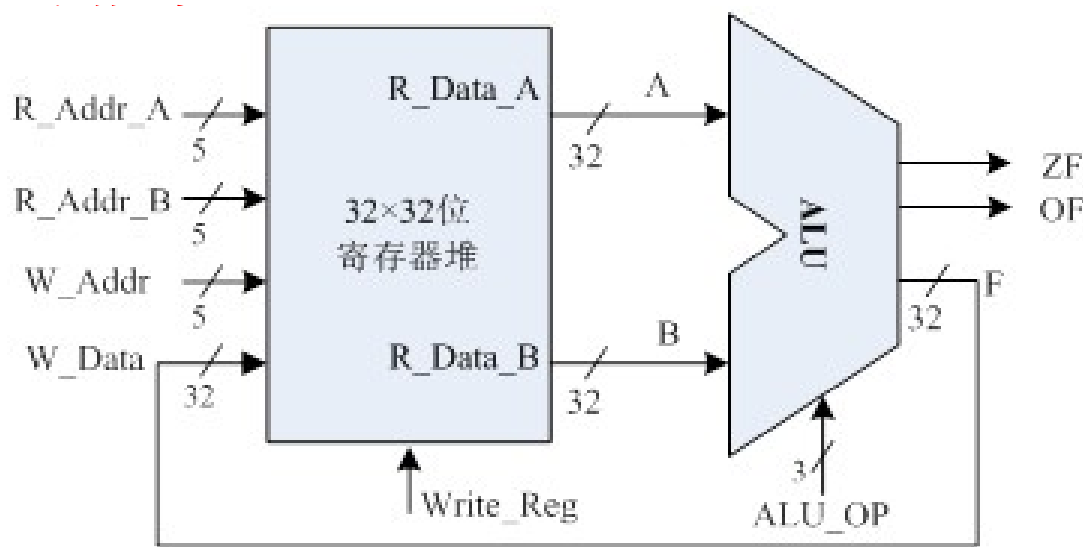 R_Addr_A
5
R_Addr_B
5
W_Addr
5
W_Data
32
R_Data_A
32×32位
寄存器堆
R_Data_B
Write_Reg
A
32
B
32
ALU
3
ALU_OP
ZF
OF
F
32